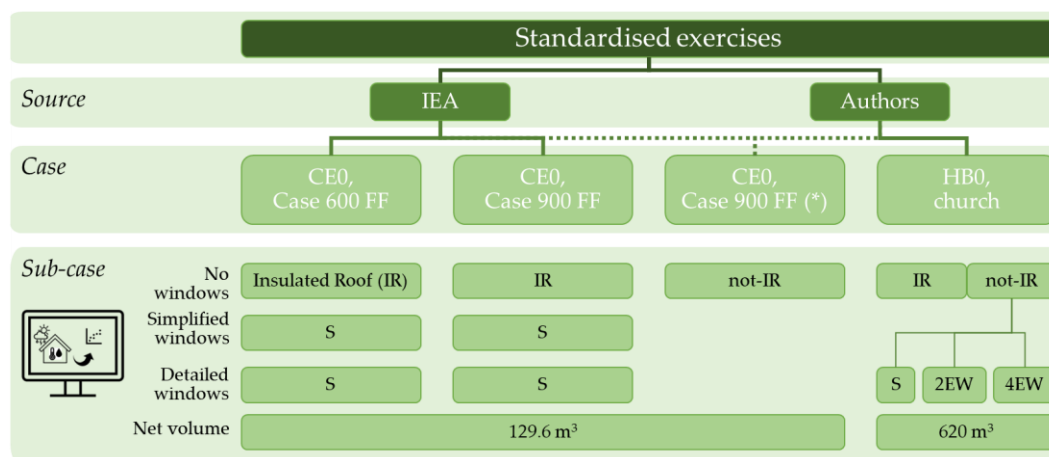 Standardised exercises
Source
IEA
Authors
Case
CE0,
Case 600 FF
CE0,
Case 900 FF
CE0,
Case 900 FF (*)
HB0,
church
Sub-case
No
windows
Insulated Roof (IR)
IR
not-IR
IR
not-IR
Simplified
windows
S
S
Detailed
windows
S
S
S
2EW
4EW
Net volume
129.6 m³
620 m³